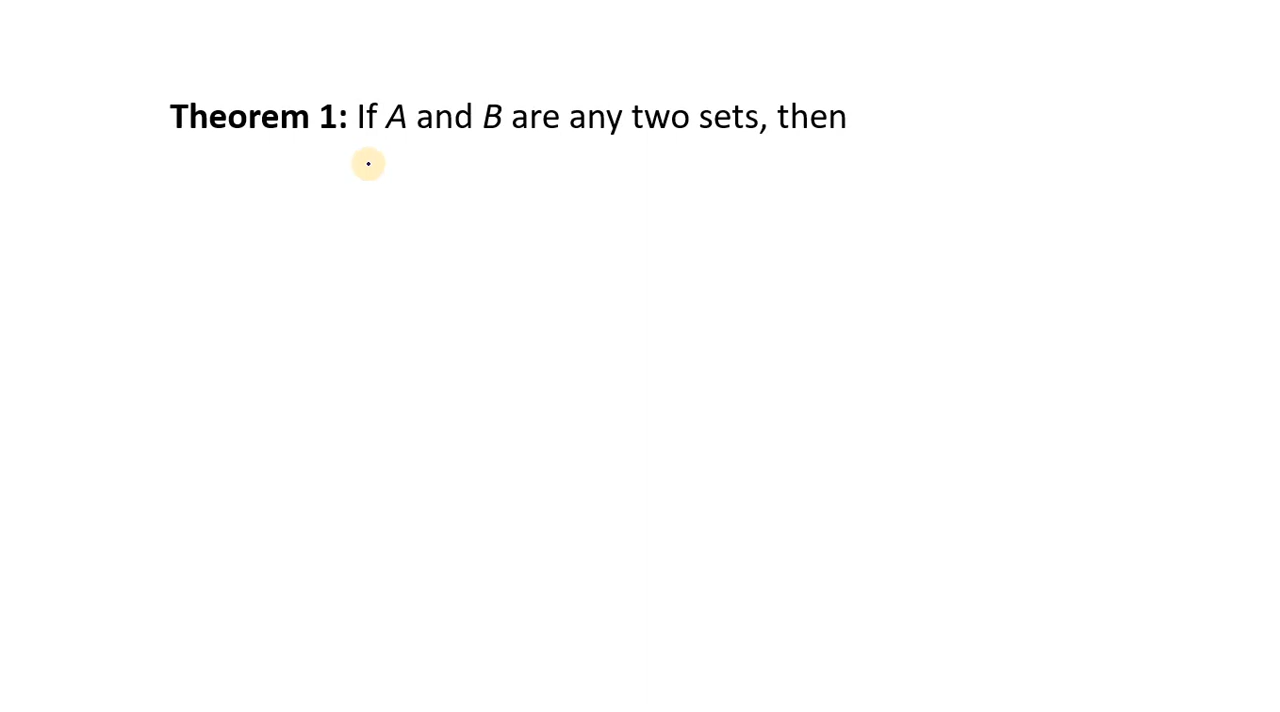 Theorem 1: If A and B are any two sets, then